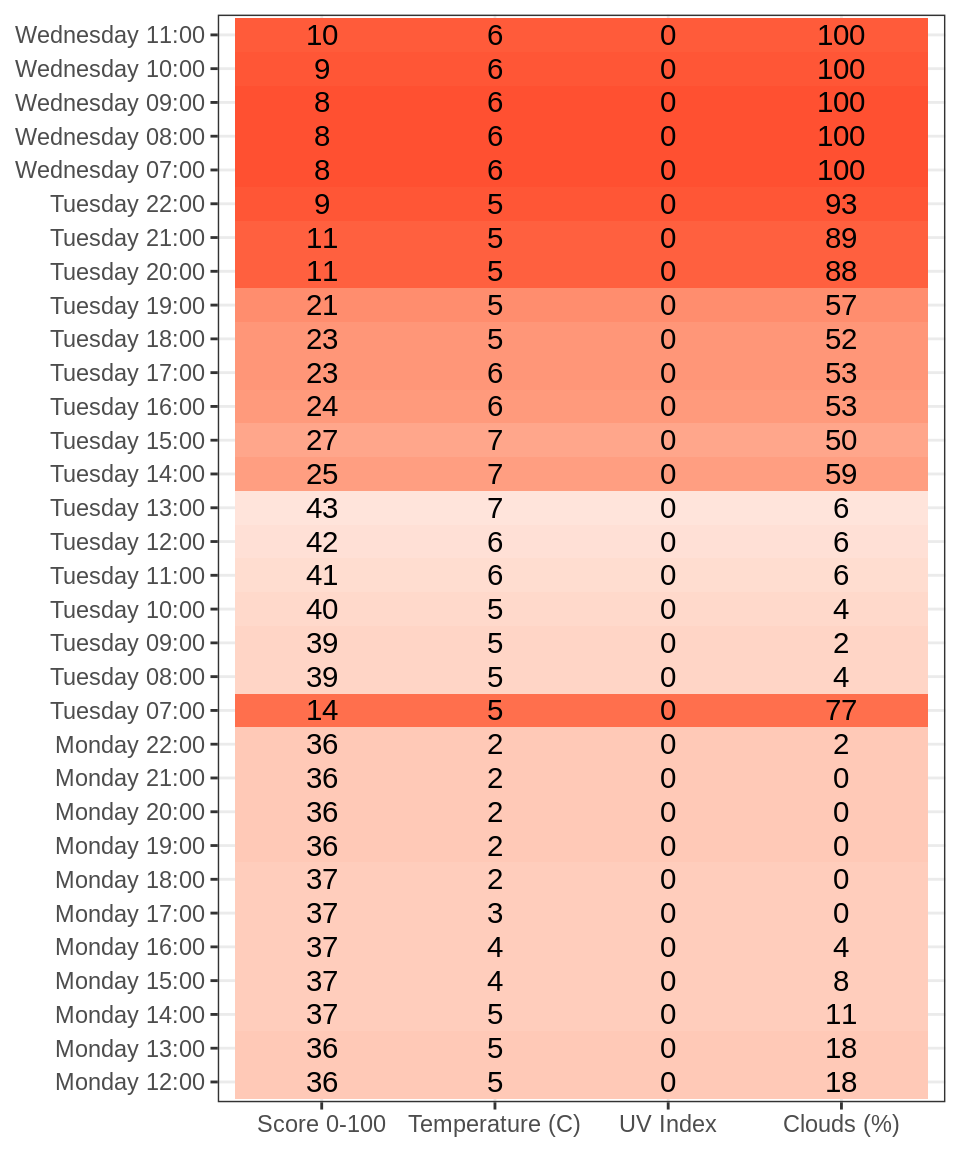 Wednesday 11:00 10 6 0 100
Wednesday 10:00 9 6 0 100
Wednesday 09:00 8 6 0 100
Wednesday 08:00 8 6 0 100
Wednesday 07:00 8 6 0 100
Tuesday 22:00 9 5 0 93
Tuesday 21:00 11 5 0 89
Tuesday 20:00 11 5 0 88
Tuesday 19:00 21 5 0 57
Tuesday 18:00 23 5 0 52
Tuesday 17:00 23 6 0 53
Tuesday 16:00 24 6 0 53
Tuesday 15:00 27 7 0 50
Tuesday 14:00 25 7 0 59
Tuesday 13:00 43 7 0 6
Tuesday 12:00 42 6 0 6
Tuesday 11:00 41 6 0 6
Tuesday 10:00 40 5 0 4
Tuesday 09:00 39 5 0 2
Tuesday 08:00 39 5 0 4
Tuesday 07:00 14 5 0 77
Monday 22:00 36 2 0 2
Monday 21:00 36 2 0 0
Monday 20:00 36 2 0 0
Monday 19:00 36 2 0 0
Monday 18:00 37 2 0 0
Monday 17:00 37 3 0 0
Monday 16:00 37 4 0 4
Monday 15:00 37 4 0 8
Monday 14:00 37 5 0 11
Monday 13:00 36 5 0 18
Monday 12:00 36 5 0 18
Score 0-100 Temperature (C) UV Index Clouds (%)